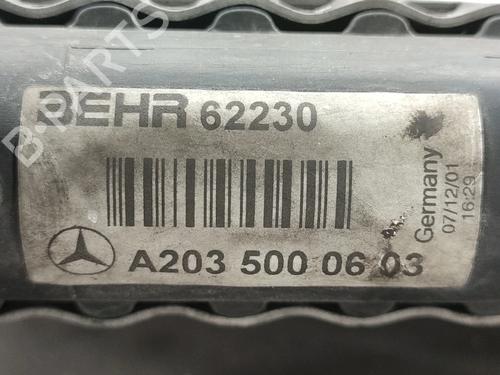 BEHR 62230
A203 500 06 03
Germany
07/12/01
16:29
B-PARTS